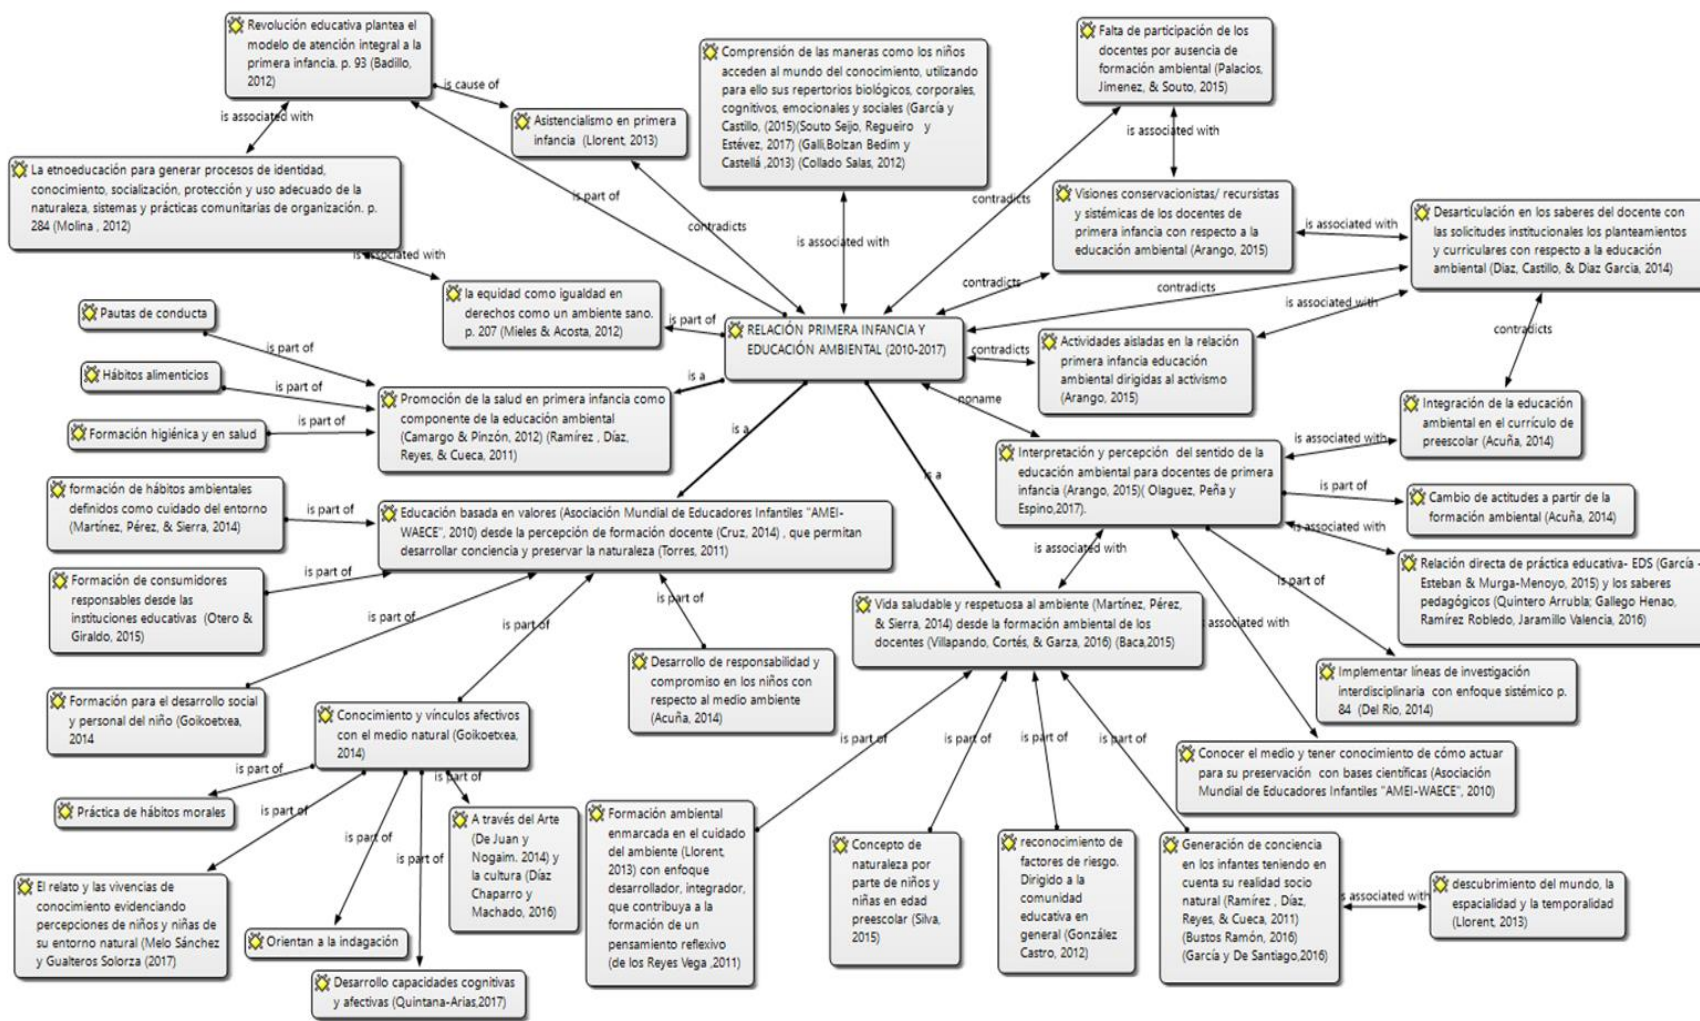 Revolución educativa plantea el
modelo de atención integral a la
primera infancia. p. 93 (Badillo,
2012)
is cause of
is associated with
Asistencialismo en primera
infancia (Llorent, 2013)
Comprensión de las maneras como los niños
acceden al mundo del conocimiento, utilizando
para ello sus repertorios biológicos, corporales,
cognitivos, emocionales y sociales (García y
Castillo, (2015)(Souto Seijo, Regueiro y
Estévez, 2017) (Galli,Bolzan Bedim y
Castellá ,2013) (Collado Salas, 2012)
Falta de participación de los
docentes por ausencia de
formación ambiental (Palacios,
Jimenez, & Souto, 2015)
is associated with
La etnoeducación para generar procesos de identidad,
conocimiento, socialización, protección y uso adecuado de la
naturaleza, sistemas y prácticas comunitarias de organización. p.
284 (Molina , 2012)
is part of
contradicts
is associated with
contradicts
Visiones conservacionistas/ recursistas
y sistémicas de los docentes de
primera infancia con respecto a la
educación ambiental (Arango, 2015)
is associated with
Desarticulación en los saberes del docente con
las solicitudes institucionales los planteamientos
y curriculares con respecto a la educación
ambiental (Diaz, Castillo, & Diaz Garcia, 2014)
is associated with
la equidad como igualdad en
derechos como un ambiente sano.
p. 207 (Mieles & Acosta, 2012)
is part of
contradicts
contradicts
is associated with
contradicts
RELACIÓN PRIMERA INFANCIA Y
EDUCACIÓN AMBIENTAL (2010-2017)
contradicts
Actividades aisladas en la relación
primera infancia educación
ambiental dirigidas al activismo
(Arango, 2015)
Pautas de conducta
is part of
Hábitos alimenticios
is part of
Formación higiénica y en salud
is part of
is a
Promoción de la salud en primera infancia como
componente de la educación ambiental
(Camargo & Pinzón, 2012) (Ramírez , Díaz,
Reyes, & Cueca, 2011)
is a
is a
noname
Integración de la educación
ambiental en el currículo de
preescolar (Acuña, 2014)
is associated with
Interpretación y percepción del sentido de la
educación ambiental para docentes de primera
infancia (Arango, 2015)( Olaguez, Peña y
Espino,2017).
is part of
Cambio de actitudes a partir de la
formación ambiental (Acuña, 2014)
is associated with
Relación directa de práctica educativa- EDS (García -
Esteban & Murga-Menoyo, 2015) y los saberes
pedagógicos (Quintero Arrubla; Gallego Henao,
Ramírez Robledo, Jaramillo Valencia, 2016)
formación de hábitos ambientales
definidos como cuidado del entorno
(Martínez, Pérez, & Sierra, 2014)
is part of
Educación basada en valores (Asociación Mundial de Educadores Infantiles "AMEI-
WAECE", 2010) desde la percepción de formación docente (Cruz, 2014) , que permitan
desarrollar conciencia y preservar la naturaleza (Torres, 2011)
is associated with
is part of
Formación de consumidores
responsables desde las
instituciones educativas (Otero &
Giraldo, 2015)
is part of
is part of
is part of
is part of
Vida saludable y respetuosa al ambiente (Martínez, Pérez,
& Sierra, 2014) desde la formación ambiental de los
docentes (Villapando, Cortés, & Garza, 2016) (Baca,2015)
is associated with
Implementar líneas de investigación
interdisciplinaria con enfoque sistémico p.
84 (Del Rio, 2014)
Formación para el desarrollo social
y personal del niño (Goikoetxea,
2014
Conocimiento y vínculos afectivos
con el medio natural (Goikoetxea,
2014)
Desarrollo de responsabilidad y
compromiso en los niños con
respecto al medio ambiente
(Acuña, 2014)
is part of
is part of
is part of
is part of
Conocer el medio y tener conocimiento de cómo actuar
para su preservación con bases científicas (Asociación
Mundial de Educadores Infantiles "AMEI-WAECE", 2010)
is part of
is part of
is part of
is part of
is part of
Práctica de hábitos morales
El relato y las vivencias de
conocimiento evidenciando
percepciones de niños y niñas de
su entorno natural (Melo Sánchez
y Gualteros Solorza (2017)
Orientan a la indagación
Desarrollo capacidades cognitivas
y afectivas (Quintana-Arias,2017)
A través del Arte
(De Juan y
Nogaim. 2014) y
la cultura (Díaz
Chaparro y
Machado, 2016)
Formación ambiental
enmarcada en el cuidado
del ambiente (Llorent,
2013) con enfoque
desarrollador, integrador,
que contribuya a la
formación de un
pensamiento reflexivo
(de los Reyes Vega ,2011)
Concepto de
naturaleza por
parte de niños y
niñas en edad
preescolar (Silva,
2015)
reconocimiento de
factores de riesgo.
Dirigido a la
comunidad
educativa en
general (González
Castro, 2012)
Generación de conciencia
en los infantes teniendo en
cuenta su realidad socio
natural (Ramírez , Díaz,
Reyes, & Cueca, 2011)
(Bustos Ramón, 2016)
(García y De Santiago,2016)
is associated with
descubrimiento del mundo, la
espacialidad y la temporalidad
(Llorent, 2013)